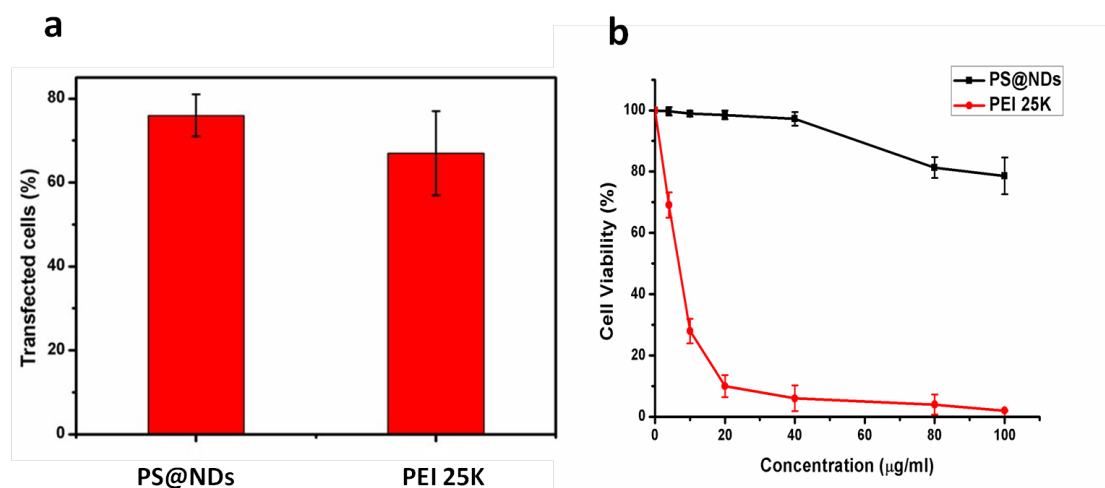 a
Transfected cells (%)
80
60
40
20
0
PS@NDs
PEI 25K
b
PS@NDs
PEI 25K
Cell Viability (%)
100
80
60
40
20
0
0 20 40 60 80 100
Concentration (μg/ml)